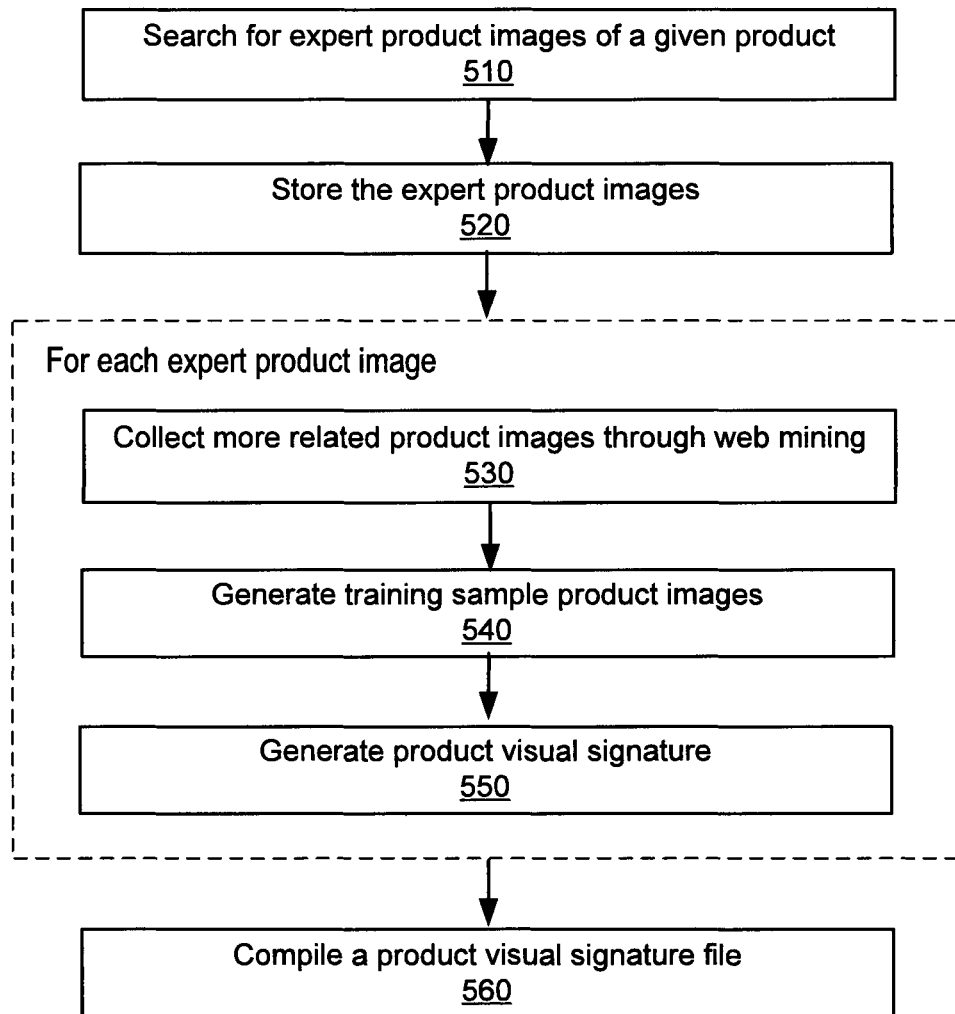 Search for expert product images of a given product
510
Store the expert product images
520
For each expert product image
Collect more related product images through web mining
530
Generate training sample product images
540
Generate product visual signature
550
Compile a product visual signature file
560